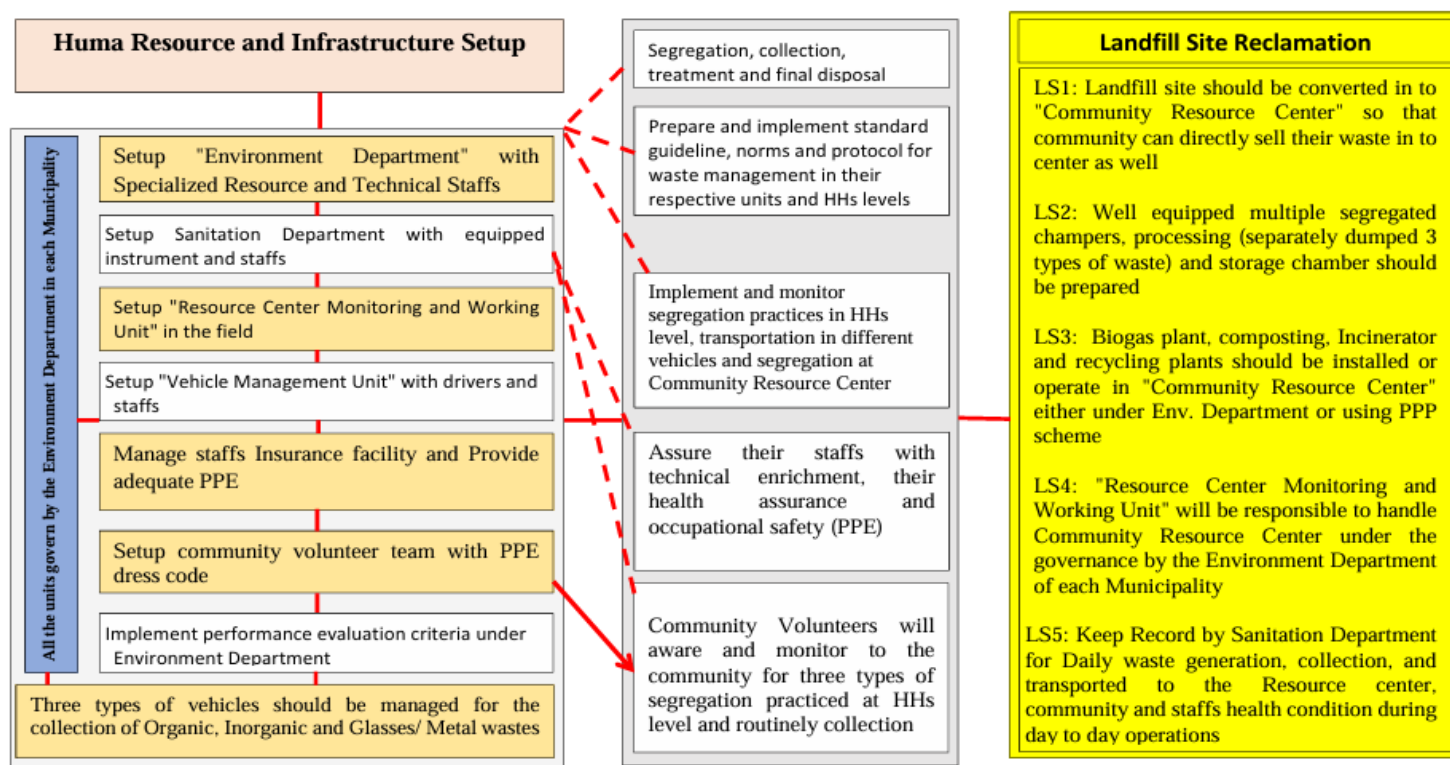 Huma Resource and Infrastructure Setup
All the units govern by the Environment Department in each Municipality
Setup "Environment Department" with
Specialized Resource and Technical Staffs
Setup Sanitation Department with equipped
instrument and staffs
Setup "Resource Center Monitoring and Working
Unit" in the field
Setup "Vehicle Management Unit" with drivers and
staffs
Manage staffs Insurance facility and Provide
adequate PPE
Setup community volunteer team with PPE
dress code
Implement performance evaluation criteria under
Environment Department
Three types of vehicles should be managed for the
collection of Organic, Inorganic and Glasses/ Metal wastes
Segregation, collection,
treatment and final disposal
Prepare and implement standard
guideline, norms and protocol for
waste management in their
respective units and HHs levels
Implement and monitor
segregation practices in HHs
level, transportation in different
vehicles and segregation at
Community Resource Center
Assure their staffs with
technical enrichment, their
health assurance and
occupational safety (PPE)
Community Volunteers will
aware and monitor to the
community for three types of
segregation practiced at HHs
level and routinely collection
Landfill Site Reclamation
LS1: Landfill site should be converted in to
"Community Resource Center" so that
community can directly sell their waste in to
center as well
LS2: Well equipped multiple segregated
champers, processing (separately dumped 3
types of waste) and storage chamber should
be prepared
LS3: Biogas plant, composting, Incinerator
and recycling plants should be installed or
operate in "Community Resource Center"
either under Env. Department or using PPP
scheme
LS4: "Resource Center Monitoring and
Working Unit" will be responsible to handle
Community Resource Center under the
governance by the Environment Department
of each Municipality
LS5: Keep Record by Sanitation Department
for Daily waste generation, collection, and
transported to the Resource center,
community and staffs health condition during
day to day operations